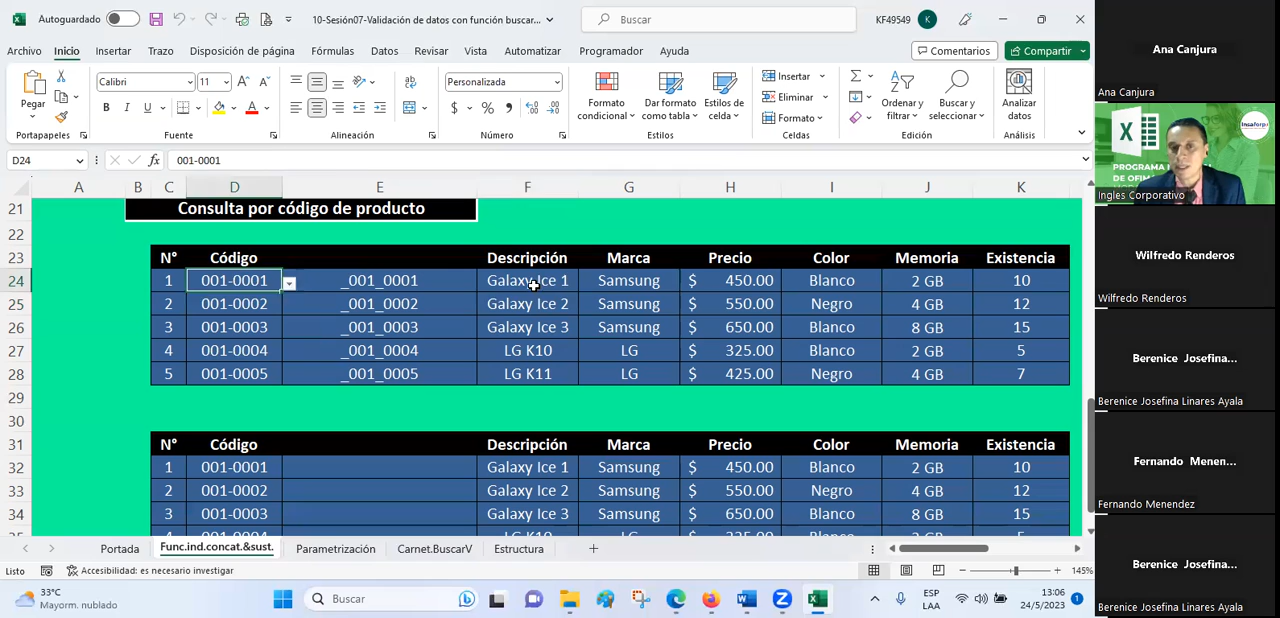 Autoguardado
10-Sesión07-Validación de datos con función buscar...
Buscar
KF49549
K
Archivo Inicio Insertar Trazo Disposición de página Fórmulas Datos Revisar Vista Automatizar Programador Ayuda
Comentarios
Compartir
Pegar
Portapapeles
Calibri
11
N K S
Fuente
Alineación
Personalizada
$ %
Número
Formato condicional
Dar formato como tabla
Estilos de celda
Estilos
Insertar
Eliminar
Formato
Celdas
Ordenar y filtrar
Buscar y seleccionar
Edición
Analizar datos
Análisis
D24
fx
001-0001
A B C D E F G H I J K
21 Consulta por código de producto
22
23 N° Código Descripción Marca Precio Color Memoria Existencia
24 1 001-0001 _001_0001 Galaxy Ice 1 Samsung $ 450.00 Blanco 2 GB 10
25 2 001-0002 _001_0002 Galaxy Ice 2 Samsung $ 550.00 Negro 4 GB 12
26 3 001-0003 _001_0003 Galaxy Ice 3 Samsung $ 650.00 Blanco 8 GB 15
27 4 001-0004 _001_0004 LG K10 LG $ 325.00 Blanco 2 GB 5
28 5 001-0005 _001_0005 LG K11 LG $ 425.00 Negro 4 GB 7
29
30
31 N° Código Descripción Marca Precio Color Memoria Existencia
32 1 001-0001 Galaxy Ice 1 Samsung $ 450.00 Blanco 2 GB 10
33 2 001-0002 Galaxy Ice 2 Samsung $ 550.00 Negro 4 GB 12
34 3 001-0003 Galaxy Ice 3 Samsung $ 650.00 Blanco 8 GB 15
Portada Func.ind.concat.&sust. Parametrización Carnet.BuscarV Estructura
Listo
Accesibilidad: es necesario investigar
145%
33°C
Mayorm. nublado
Buscar
ESP
LAA
13:06
24/5/2023
1
Ana Canjura
Ana Canjura
PROGRAMA
DE OFIM
Ingles Corporativo
Wilfredo Renderos
Wilfredo Renderos
Berenice Josefina...
Berenice Josefina Linares Ayala
Fernando Menen...
Fernando Menendez
Berenice Josefina...
Berenice Josefina Linares Ayala